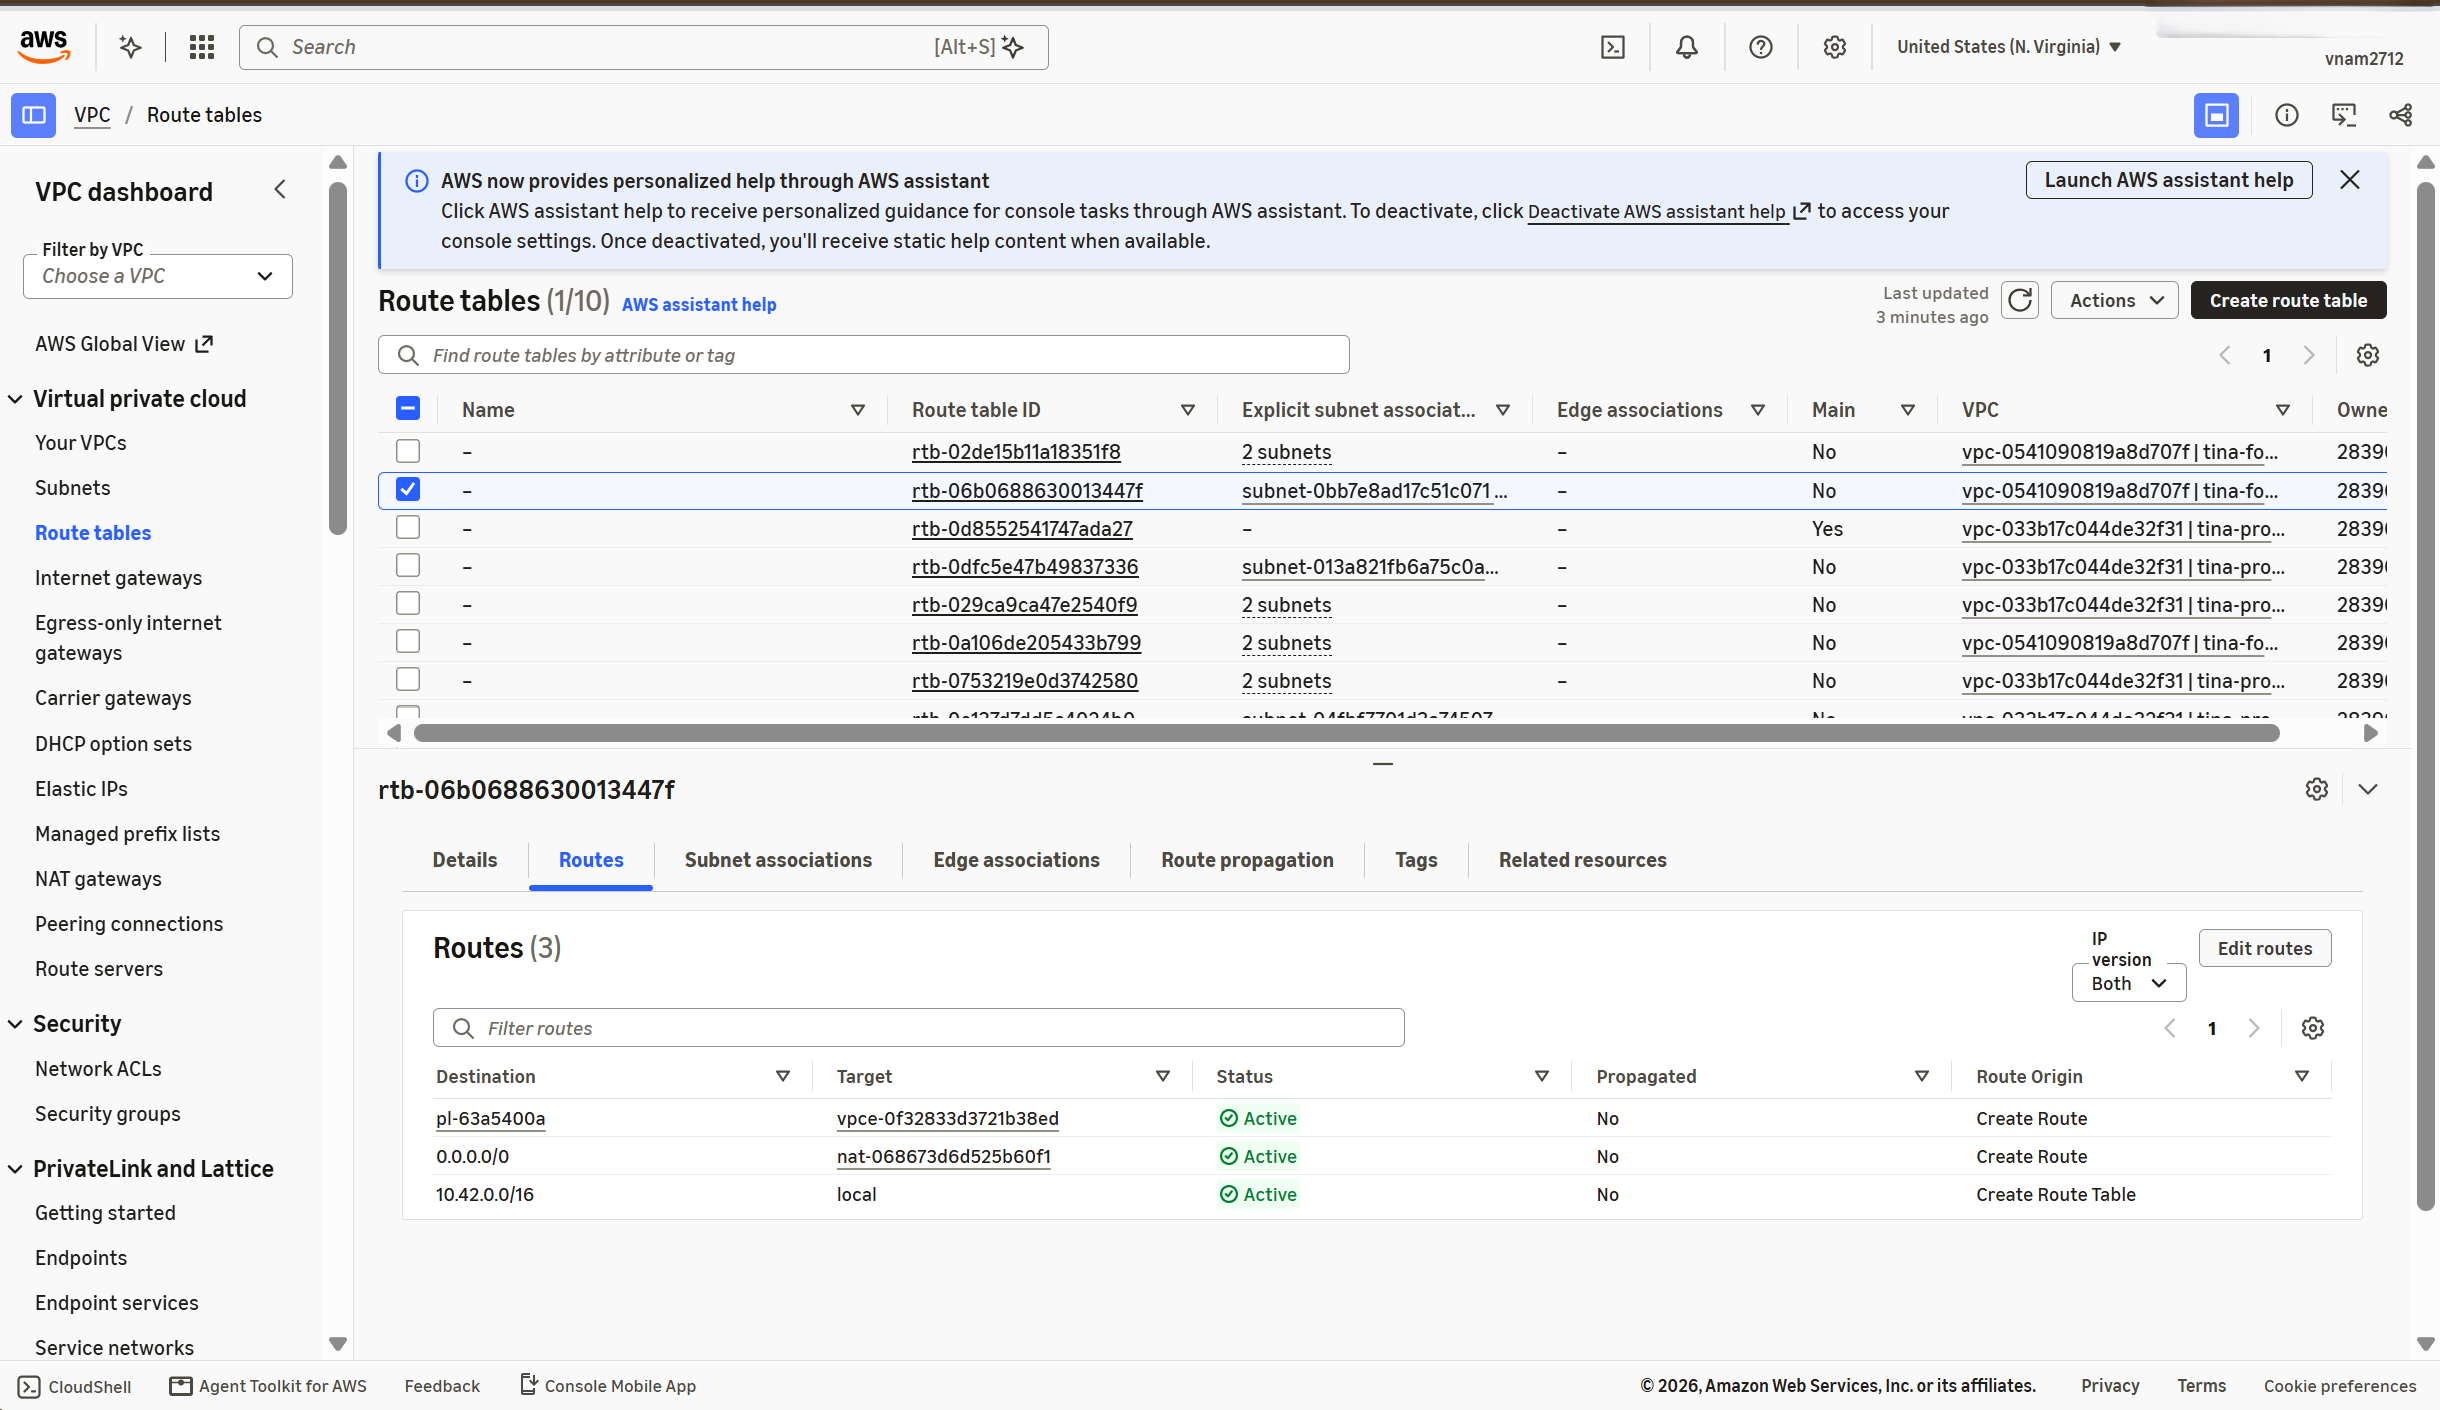 aws
Search
[Alt+S]
United States (N. Virginia)
vnam2712
VPC / Route tables
VPC dashboard
Filter by VPC
Choose a VPC
AWS Global View
Virtual private cloud
Your VPCs
Subnets
Route tables
Internet gateways
Egress-only internet
gateways
Carrier gateways
DHCP option sets
Elastic IPs
Managed prefix lists
NAT gateways
Peering connections
Route servers
Security
Network ACLs
Security groups
PrivateLink and Lattice
Getting started
Endpoints
Endpoint services
Service networks
AWS now provides personalized help through AWS assistant
Click AWS assistant help to receive personalized guidance for console tasks through AWS assistant. To deactivate, click Deactivate AWS assistant help to access your
console settings. Once deactivated, you'll receive static help content when available.
Launch AWS assistant help
Route tables (1/10) AWS assistant help
Last updated
3 minutes ago
Actions
Create route table
Find route tables by attribute or tag
1
Name Route table ID Explicit subnet associat... Edge associations Main VPC Owne
– rtb-02de15b11a18351f8 2 subnets – No vpc-0541090819a8d707f | tina-fo... 2839
– rtb-06b0688630013447f subnet-0bb7e8ad17c51c071 ... – No vpc-0541090819a8d707f | tina-fo... 2839
– rtb-0d8552541747ada27 – – Yes vpc-033b17c044de32f31 | tina-pro... 2839
– rtb-0dfc5e47b49837336 subnet-013a821fb6a75c0a... – No vpc-033b17c044de32f31 | tina-pro... 2839
– rtb-029ca9ca47e2540f9 2 subnets – No vpc-033b17c044de32f31 | tina-pro... 2839
– rtb-0a106de205433b799 2 subnets – No vpc-0541090819a8d707f | tina-fo... 2839
– rtb-0753219e0d3742580 2 subnets – No vpc-033b17c044de32f31 | tina-pro... 2839
rtb-06b0688630013447f
Details Routes Subnet associations Edge associations Route propagation Tags Related resources
Routes (3)
IP
version
Both
Edit routes
Filter routes
1
Destination Target Status Propagated Route Origin
pl-63a5400a vpce-0f32833d3721b38ed Active No Create Route
0.0.0.0/0 nat-068673d6d525b60f1 Active No Create Route
10.42.0.0/16 local Active No Create Route Table
CloudShell Agent Toolkit for AWS Feedback Console Mobile App
© 2026, Amazon Web Services, Inc. or its affiliates. Privacy Terms Cookie preferences